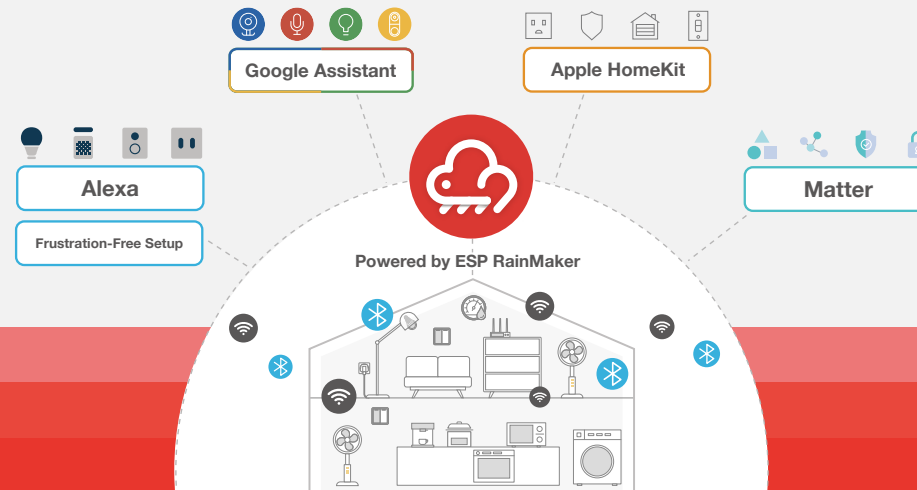 Google Assistant
Apple HomeKit
Alexa
Matter
Frustration-Free Setup
Powered by ESP RainMaker